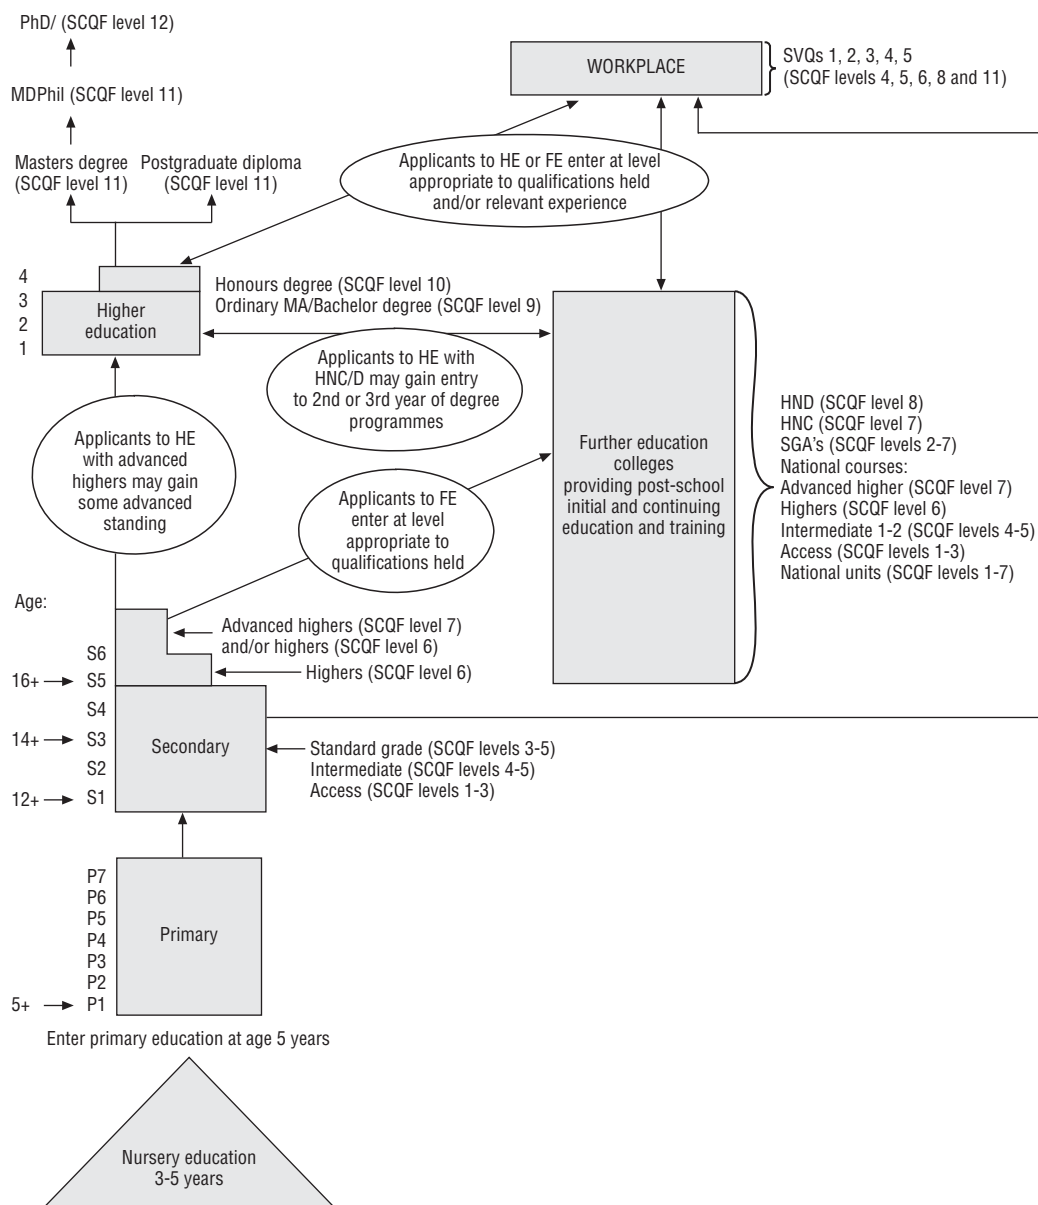 PhD/ (SCQF level 12)
MDPhil (SCQF level 11)
Masters degree
(SCQF level 11)
Postgraduate diploma
(SCQF level 11)
WORKPLACE
SVQs 1, 2, 3, 4, 5
(SCQF levels 4, 5, 6, 8 and 11)
Applicants to HE or FE enter at level
appropriate to qualifications held
and/or relevant experience
4
3
2
1
Higher
education
Honours degree (SCQF level 10)
Ordinary MA/Bachelor degree (SCQF level 9)
Applicants to HE with
HNC/D may gain entry
to 2nd or 3rd year of degree
programmes
Applicants to HE
with advanced
highers may gain
some advanced
standing
Applicants to FE
enter at level
appropriate to
qualifications held
Further education
colleges
providing post-school
initial and continuing
education and training
HND (SCQF level 8)
HNC (SCQF level 7)
SGA's (SCQF levels 2-7)
National courses:
Advanced higher (SCQF level 7)
Highers (SCQF level 6)
Intermediate 1-2 (SCQF levels 4-5)
Access (SCQF levels 1-3)
National units (SCQF levels 1-7)
Age:
Advanced highers (SCQF level 7)
and/or highers (SCQF level 6)
Highers (SCQF level 6)
S6
16+ S5
S4
14+ S3
S2
12+ S1
Secondary
Standard grade (SCQF levels 3-5)
Intermediate (SCQF levels 4-5)
Access (SCQF levels 1-3)
P7
P6
P5
P4
P3
P2
5+ P1
Primary
Enter primary education at age 5 years
Nursery education
3-5 years